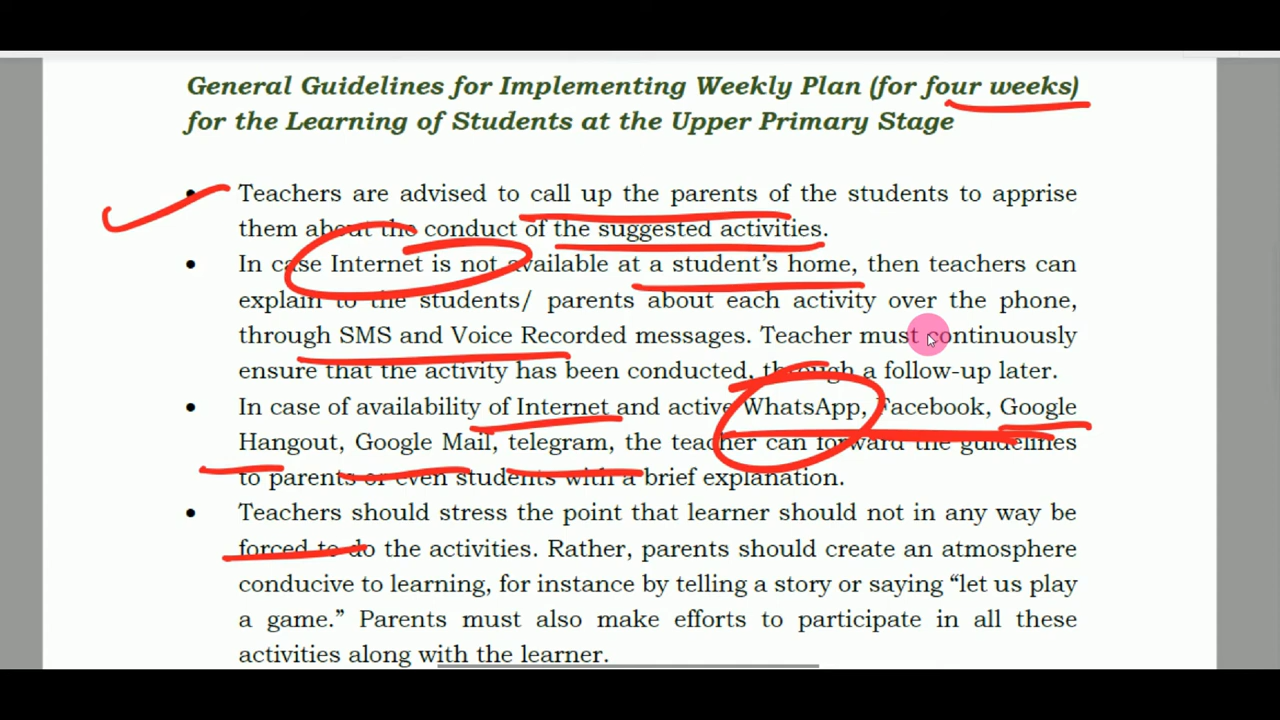 General Guidelines for Implementing Weekly Plan (for four weeks)
for the Learning of Students at the Upper Primary Stage
• Teachers are advised to call up the parents of the students to apprise
them about the conduct of the suggested activities.
• In case Internet is not available at a student's home, then teachers can
explain to the students/ parents about each activity over the phone,
through SMS and Voice Recorded messages. Teacher must continuously
ensure that the activity has been conducted, through a follow-up later.
• In case of availability of Internet and active WhatsApp, Facebook, Google
Hangout, Google Mail, telegram, the teacher can forward the guidelines
to parents or even students with a brief explanation.
• Teachers should stress the point that learner should not in any way be
forced to do the activities. Rather, parents should create an atmosphere
conducive to learning, for instance by telling a story or saying “let us play
a game.” Parents must also make efforts to participate in all these
activities along with the learner.